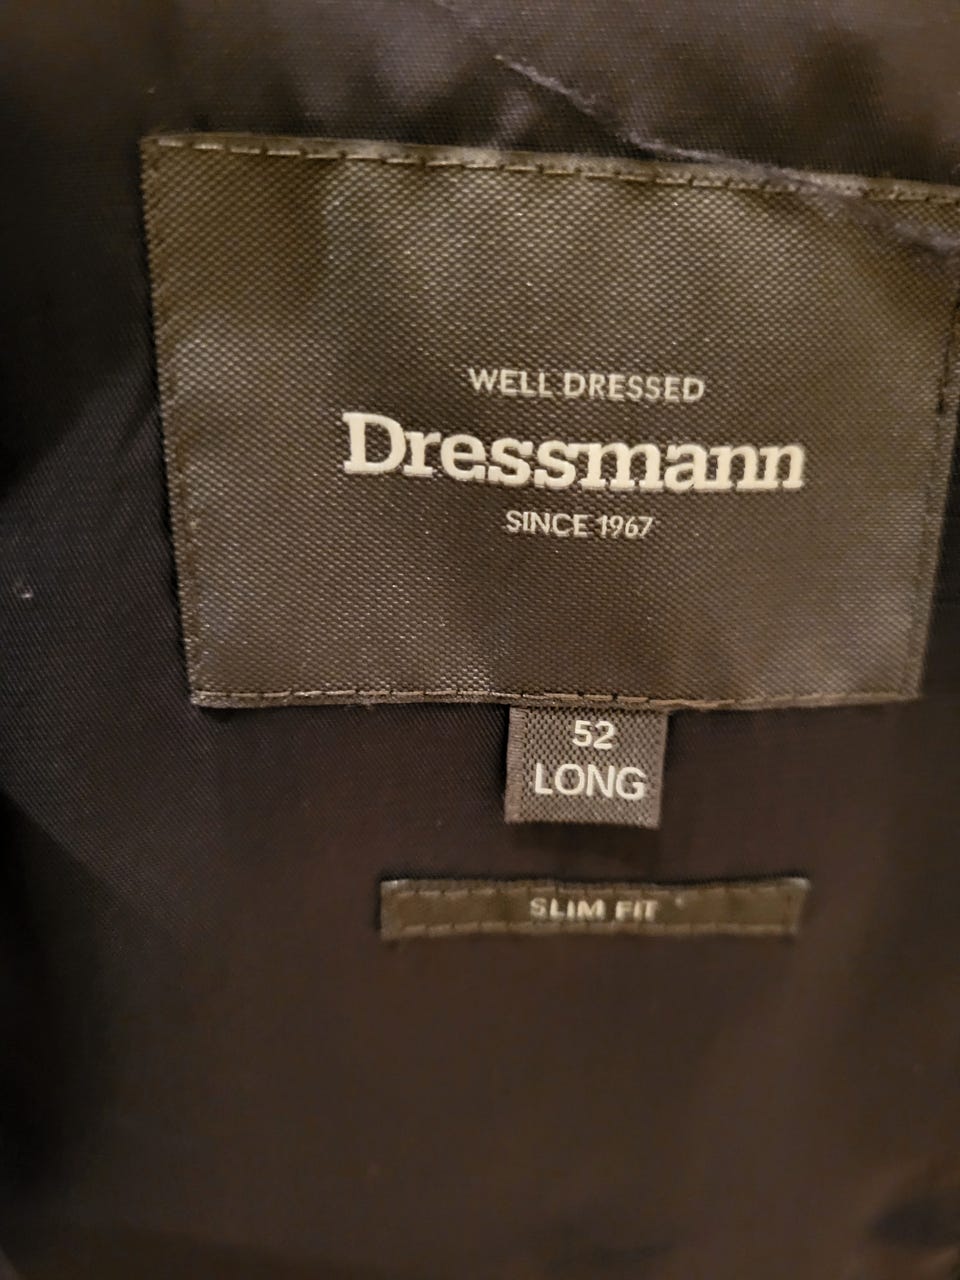 WELL DRESSED
Dressmann
SINCE 1967
52
LONG
SLIM FIT